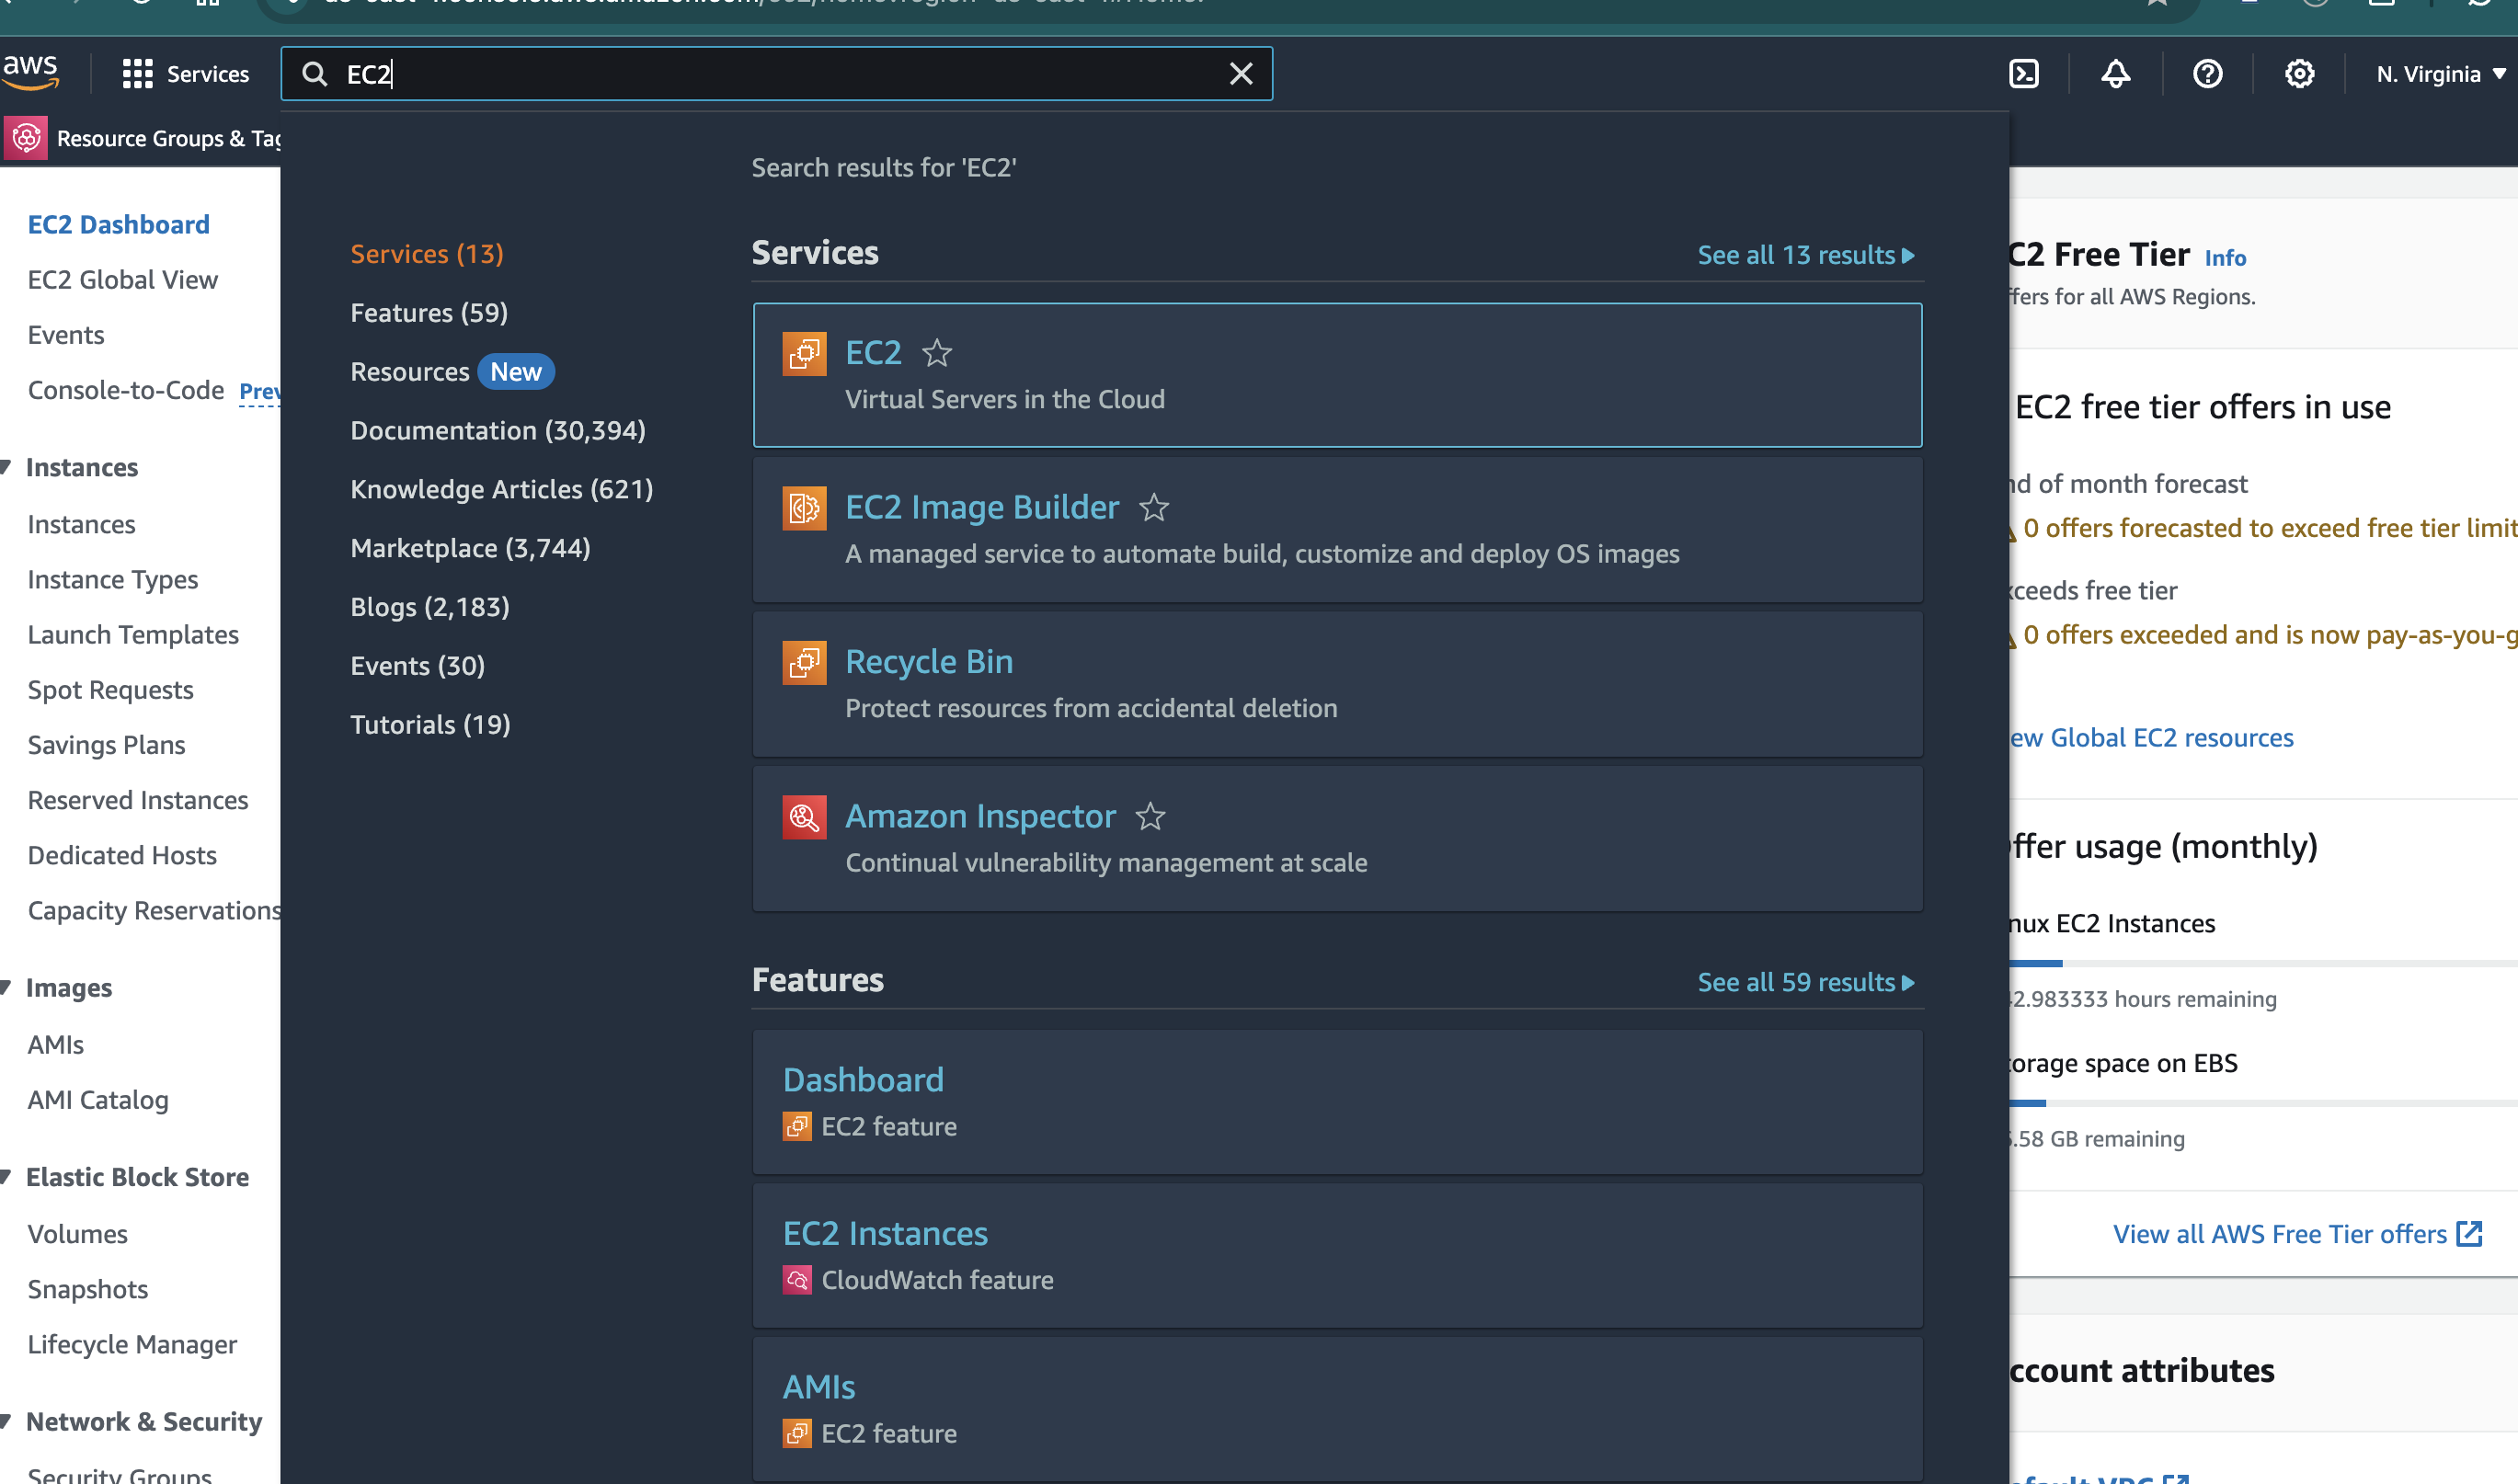 aws
Services
EC2
N. Virginia
Resource Groups & Tag
EC2 Dashboard
EC2 Global View
Events
Console-to-Code
Instances
Instances
Instance Types
Launch Templates
Spot Requests
Savings Plans
Reserved Instances
Dedicated Hosts
Capacity Reservations
Images
AMIs
AMI Catalog
Elastic Block Store
Volumes
Snapshots
Lifecycle Manager
Network & Security
Security Groups
Search results for 'EC2'
Services (13)
Features (59)
Resources New
Documentation (30,394)
Knowledge Articles (621)
Marketplace (3,744)
Blogs (2,183)
Events (30)
Tutorials (19)
Services
See all 13 results
EC2
Virtual Servers in the Cloud
EC2 Image Builder
A managed service to automate build, customize and deploy OS images
Recycle Bin
Protect resources from accidental deletion
Amazon Inspector
Continual vulnerability management at scale
Features
See all 59 results
Dashboard
EC2 feature
EC2 Instances
CloudWatch feature
AMIs
EC2 feature
C2 Free Tier Info
ffers for all AWS Regions.
EC2 free tier offers in use
nd of month forecast
0 offers forecasted to exceed free tier limit
xceeds free tier
0 offers exceeded and is now pay-as-you-g
ew Global EC2 resources
ffer usage (monthly)
nux EC2 Instances
2.983333 hours remaining
torage space on EBS
.58 GB remaining
View all AWS Free Tier offers
ccount attributes